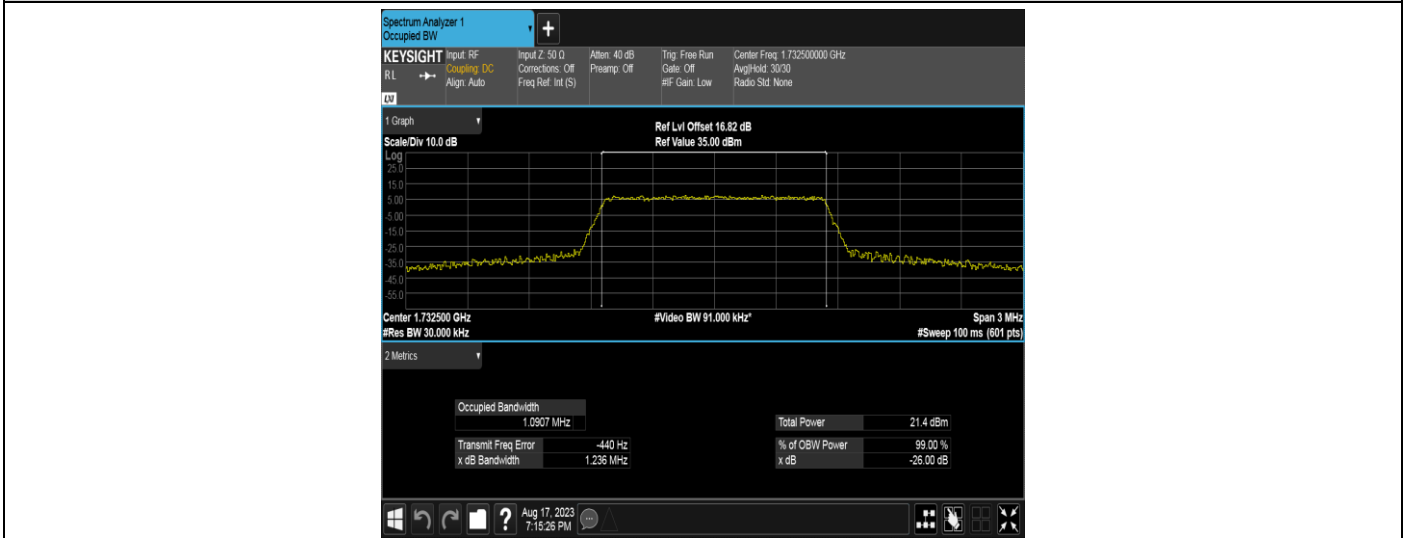 Spectrum Analyzer 1
Occupied BW
+
KEYSIGHT
RL
LXI
Input: RF
Coupling: DC
Align: Auto
Input Z: 50 Ω
Corrections: Off
Freq Ref: Int (S)
Atten: 40 dB
Preamp: Off
Trig: Free Run
Gate: Off
#IF Gain: Low
Center Freq: 1.732500000 GHz
Avg|Hold: 30/30
Radio Std: None
1 Graph
Scale/Div 10.0 dB
Ref Lvl Offset 16.82 dB
Ref Value 35.00 dBm
Log
25.0
15.0
5.00
-5.00
-15.0
-25.0
-35.0
-45.0
-55.0
Center 1.732500 GHz
#Res BW 30.000 kHz
#Video BW 91.000 kHz*
Span 3 MHz
#Sweep 100 ms (601 pts)
2 Metrics
Occupied Bandwidth
1.0907 MHz
Transmit Freq Error -440 Hz
x dB Bandwidth 1.236 MHz
Total Power 21.4 dBm
% of OBW Power 99.00 %
x dB -26.00 dB
?
Aug 17, 2023
7:15:26 PM